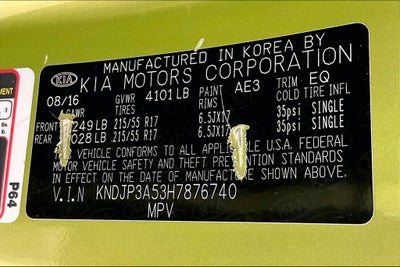 MANUFACTURED IN KOREA BY
KIA KIA MOTORS CORPORATION
08/16 GVWR 4101 LB PAINT AE3 TRIM EQ
TIRES RIMS COLD TIRE INFL
FRONT 249 LB 215/55 R17 6.5JX17 35psi SINGLE
REAR 028 LB 215/55 R17 6.5JX17 35psi SINGLE
VEHICLE CONFORMS TO ALL APPLICABLE U.S.A. FEDERAL
MOTOR VEHICLE SAFETY AND THEFT PREVENTION STANDARDS
IN EFFECT ON THE DATE OF MANUFACTURE SHOWN ABOVE.
V.I.N KNDJP3A53H7876740
MPV
P64